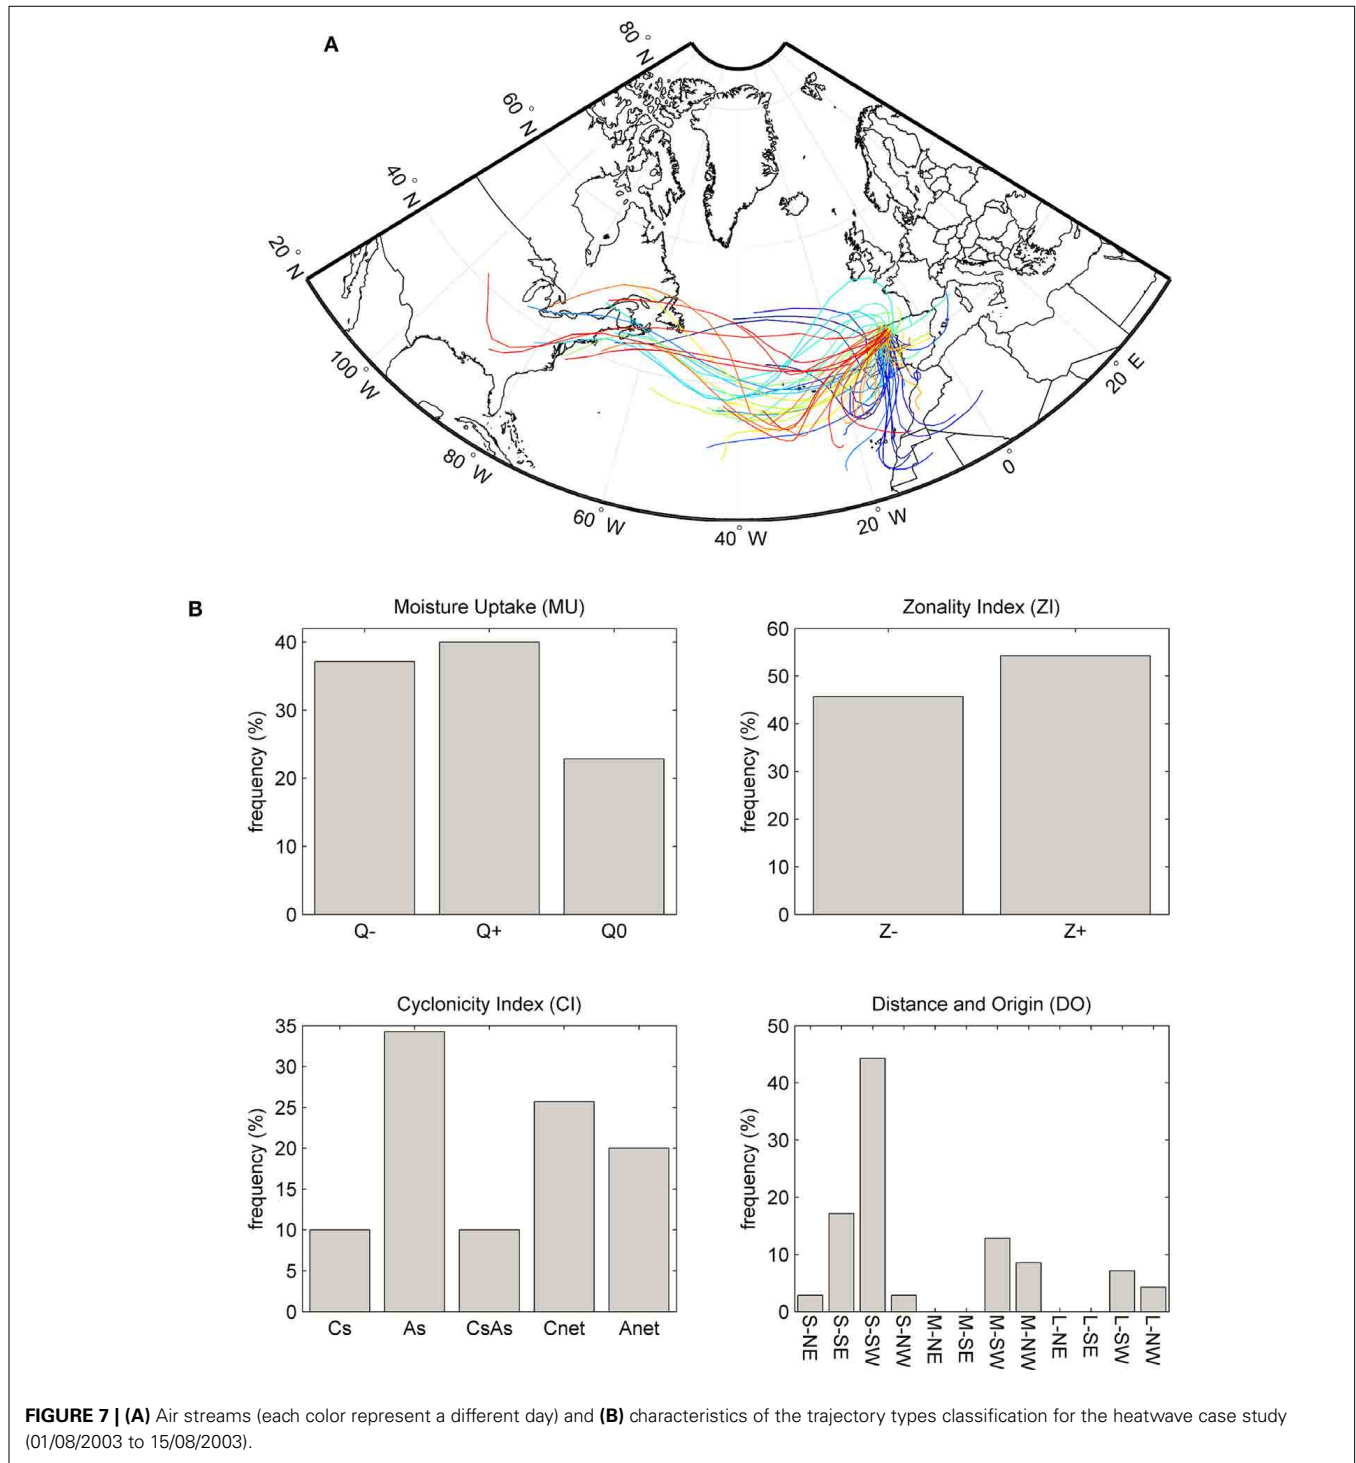 A
80° N
60° N
40° N
20° N
100° W
80° W
60° W
40° W
20° W
0°
20° E
B
Moisture Uptake (MU)
frequency (%)
40
30
20
10
0
Q-
Q+
Q0
Zonality Index (ZI)
frequency (%)
60
50
40
30
20
10
0
Z-
Z+
Cyclonicity Index (CI)
frequency (%)
35
30
25
20
15
10
5
0
Cs
As
CsAs
Cnet
Anet
Distance and Origin (DO)
frequency (%)
50
40
30
20
10
0
S-NE
S-SE
S-SW
S-NW
M-NE
M-SE
M-SW
M-NW
L-NE
L-SE
L-SW
L-NW
FIGURE 7 | (A) Air streams (each color represent a different day) and (B) characteristics of the trajectory types classification for the heatwave case study
(01/08/2003 to 15/08/2003).